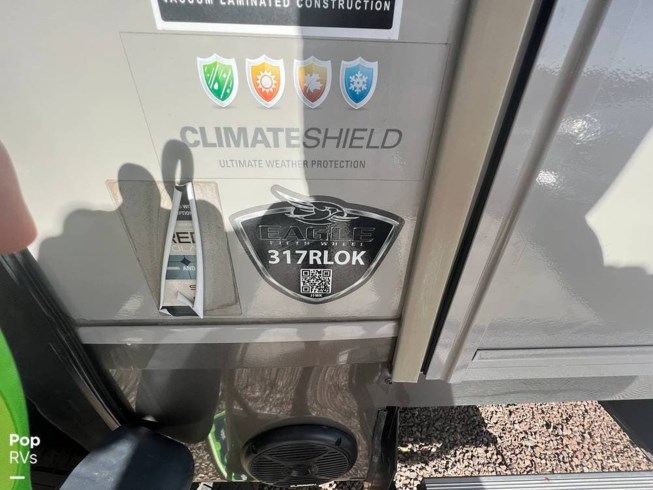 VACUUM LAMINATED CONSTRUCTION
CLIMATESHIELD
ULTIMATE WEATHER PROTECTION
EAGLE
FIFTH WHEEL
317RLOK
Pop
RVs